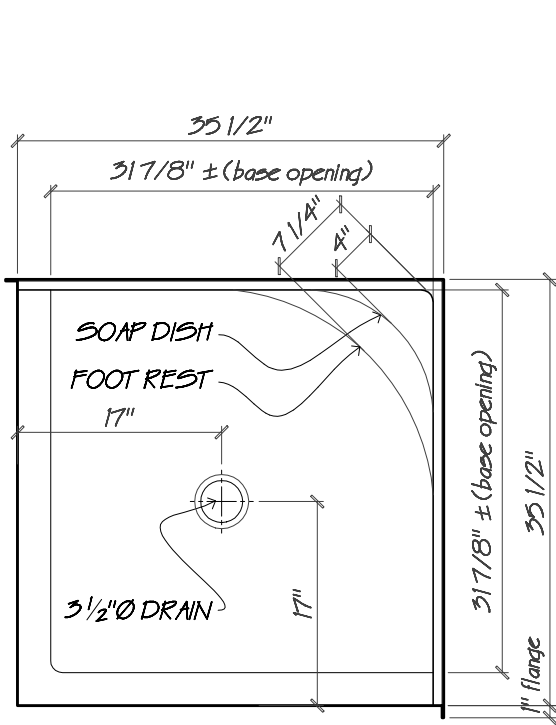 35 1/2"
31 7/8" ± (base opening)
7 1/4"
4"
SOAP DISH
FOOT REST
17"
31 7/8" ± (base opening)
35 1/2"
3 1/2"Ø DRAIN
17"
1" flange